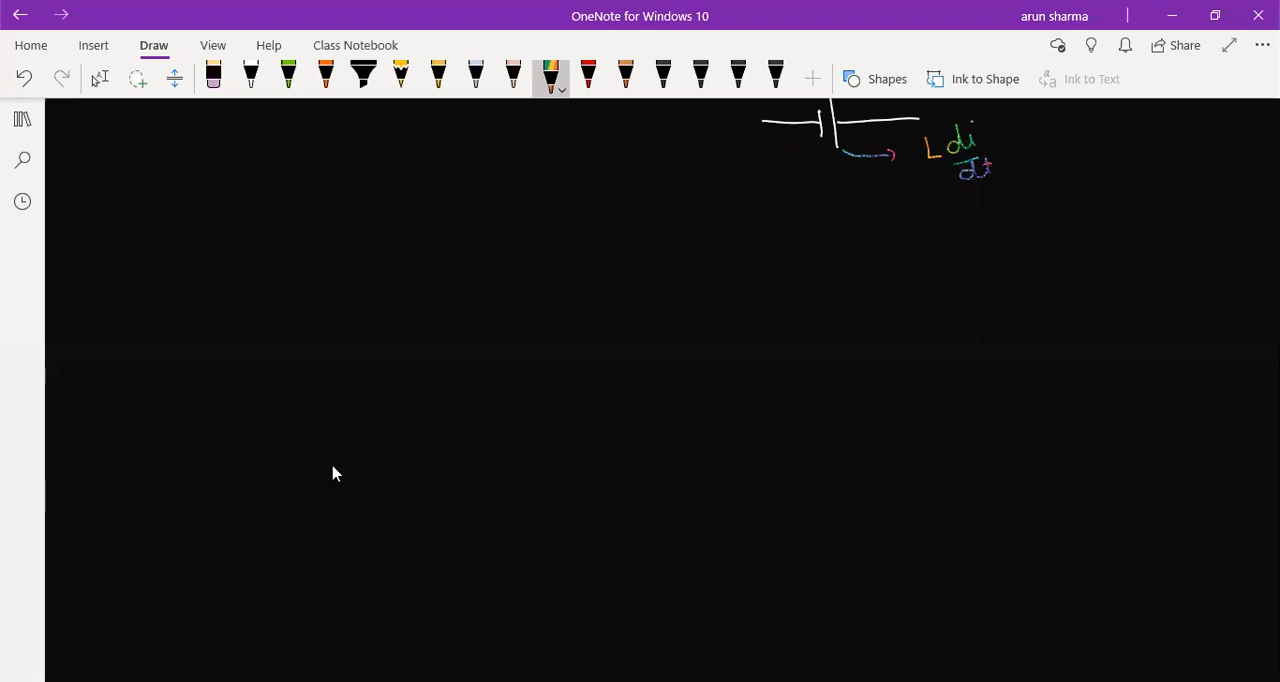 OneNote for Windows 10
arun sharma
Home Insert Draw View Help Class Notebook
Share
Shapes Ink to Shape Ink to Text
L di
dt